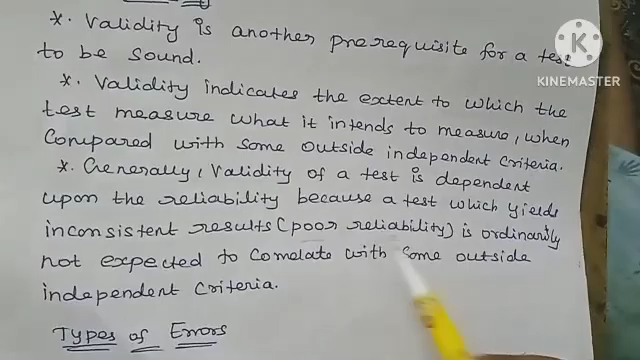 *. Validity is another prerequisite for a test
to be sound.
*. Validity indicates the extent to which the
test measure what it intends to measure, when
compared with some outside independent criteria.
*. Generally, validity of a test is dependent
upon the reliability because a test which yields
inconsistent results (poor reliability) is ordinarily
not expected to correlate with some outside
independent criteria.
Types of Errors
KINEMASTER